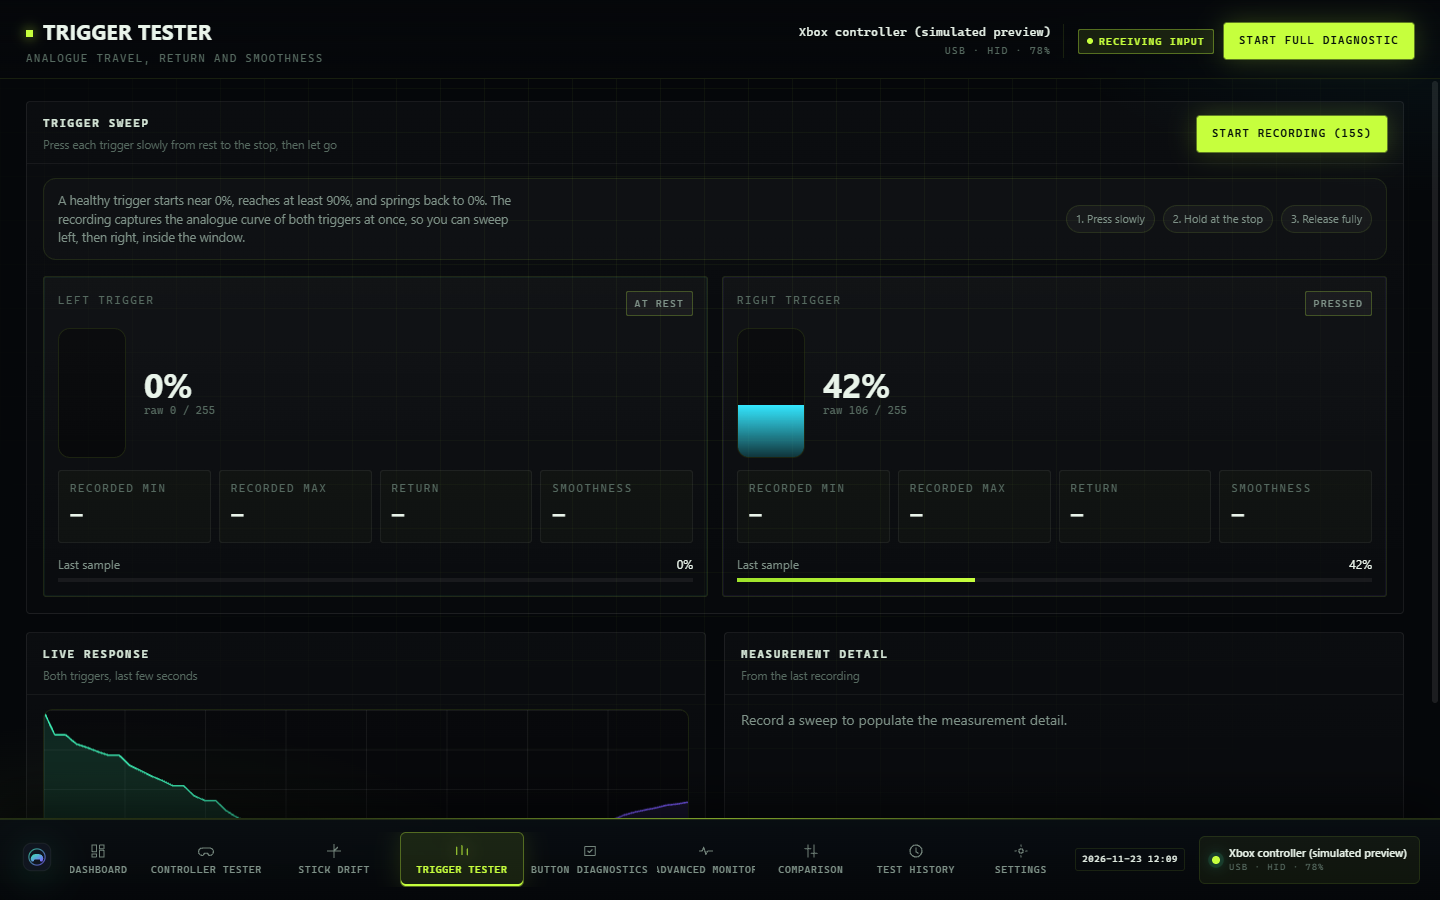 TRIGGER TESTER
ANALOGUE TRAVEL, RETURN AND SMOOTHNESS
Xbox controller (simulated preview)
USB · HID · 78%
RECEIVING INPUT
START FULL DIAGNOSTIC
TRIGGER SWEEP
Press each trigger slowly from rest to the stop, then let go
START RECORDING (15S)
A healthy trigger starts near 0%, reaches at least 90%, and springs back to 0%. The
recording captures the analogue curve of both triggers at once, so you can sweep
left, then right, inside the window.
1. Press slowly
2. Hold at the stop
3. Release fully
LEFT TRIGGER
AT REST
0%
raw 0 / 255
RECORDED MIN
–
RECORDED MAX
–
RETURN
–
SMOOTHNESS
–
Last sample
0%
RIGHT TRIGGER
PRESSED
42%
raw 106 / 255
RECORDED MIN
–
RECORDED MAX
–
RETURN
–
SMOOTHNESS
–
Last sample
42%
LIVE RESPONSE
Both triggers, last few seconds
MEASUREMENT DETAIL
From the last recording
Record a sweep to populate the measurement detail.
DASHBOARD
CONTROLLER TESTER
STICK DRIFT
TRIGGER TESTER
BUTTON DIAGNOSTICS
ADVANCED MONITOR
COMPARISON
TEST HISTORY
SETTINGS
2026-11-23 12:09
Xbox controller (simulated preview)
USB · HID · 78%